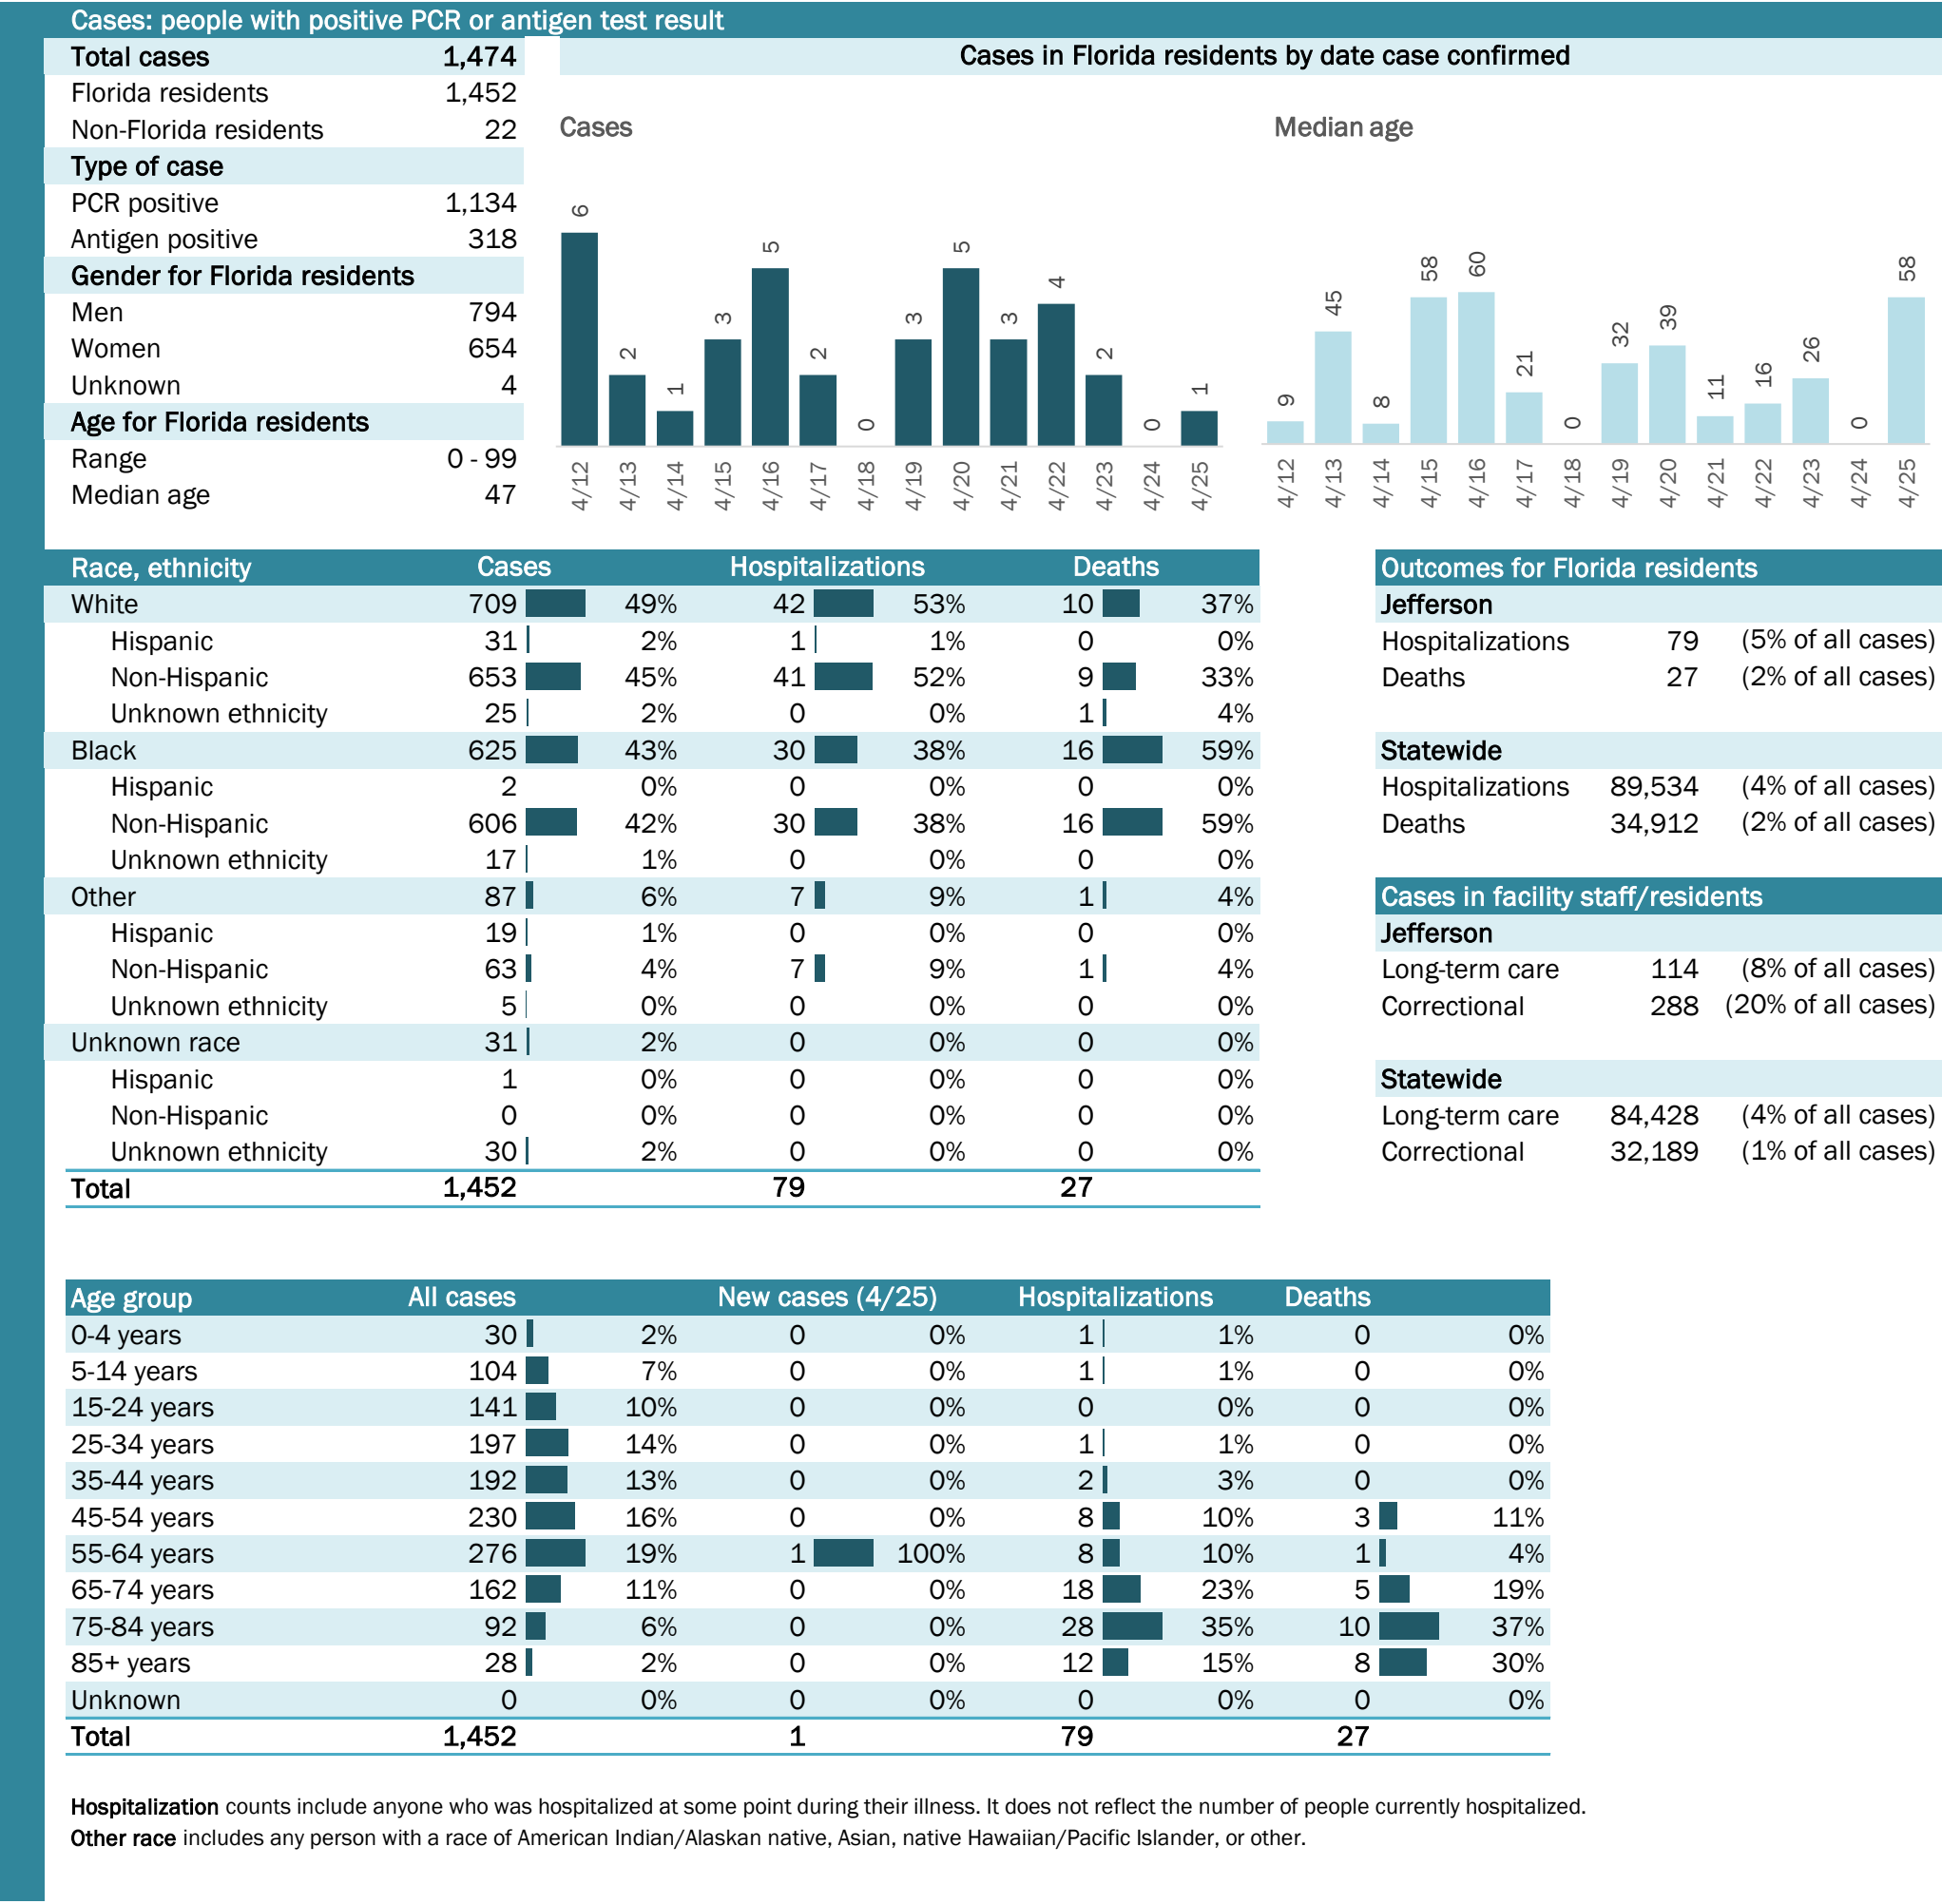 Cases: people with positive PCR or antigen test result
Total cases 1,474
Florida residents 1,452
Non-Florida residents 22
Type of case
PCR positive 1,134
Antigen positive 318
Gender for Florida residents
Men 794
Women 654
Unknown 4
Age for Florida residents
Range 0 - 99
Median age 47
Cases in Florida residents by date case confirmed
Cases
6 2 1 3 5 2 0 3 5 3 4 2 0 1
4/12 4/13 4/14 4/15 4/16 4/17 4/18 4/19 4/20 4/21 4/22 4/23 4/24 4/25
Median age
9 45 8 58 60 21 0 32 39 11 16 26 0 58
4/12 4/13 4/14 4/15 4/16 4/17 4/18 4/19 4/20 4/21 4/22 4/23 4/24 4/25
Race, ethnicity Cases Hospitalizations Deaths
White 709 49% 42 53% 10 37%
Hispanic 31 2% 1 1% 0 0%
Non-Hispanic 653 45% 41 52% 9 33%
Unknown ethnicity 25 2% 0 0% 1 4%
Black 625 43% 30 38% 16 59%
Hispanic 2 0% 0 0% 0 0%
Non-Hispanic 606 42% 30 38% 16 59%
Unknown ethnicity 17 1% 0 0% 0 0%
Other 87 6% 7 9% 1 4%
Hispanic 19 1% 0 0% 0 0%
Non-Hispanic 63 4% 7 9% 1 4%
Unknown ethnicity 5 0% 0 0% 0 0%
Unknown race 31 2% 0 0% 0 0%
Hispanic 1 0% 0 0% 0 0%
Non-Hispanic 0 0% 0 0% 0 0%
Unknown ethnicity 30 2% 0 0% 0 0%
Total 1,452 79 27
Outcomes for Florida residents
Jefferson
Hospitalizations 79 (5% of all cases)
Deaths 27 (2% of all cases)
Statewide
Hospitalizations 89,534 (4% of all cases)
Deaths 34,912 (2% of all cases)
Cases in facility staff/residents
Jefferson
Long-term care 114 (8% of all cases)
Correctional 288 (20% of all cases)
Statewide
Long-term care 84,428 (4% of all cases)
Correctional 32,189 (1% of all cases)
Age group All cases New cases (4/25) Hospitalizations Deaths
0-4 years 30 2% 0 0% 1 1% 0 0%
5-14 years 104 7% 0 0% 1 1% 0 0%
15-24 years 141 10% 0 0% 0 0% 0 0%
25-34 years 197 14% 0 0% 1 1% 0 0%
35-44 years 192 13% 0 0% 2 3% 0 0%
45-54 years 230 16% 0 0% 8 10% 3 11%
55-64 years 276 19% 1 100% 8 10% 1 4%
65-74 years 162 11% 0 0% 18 23% 5 19%
75-84 years 92 6% 0 0% 28 35% 10 37%
85+ years 28 2% 0 0% 12 15% 8 30%
Unknown 0 0% 0 0% 0 0% 0 0%
Total 1,452 1 79 27
Hospitalization counts include anyone who was hospitalized at some point during their illness. It does not reflect the number of people currently hospitalized.
Other race includes any person with a race of American Indian/Alaskan native, Asian, native Hawaiian/Pacific Islander, or other.